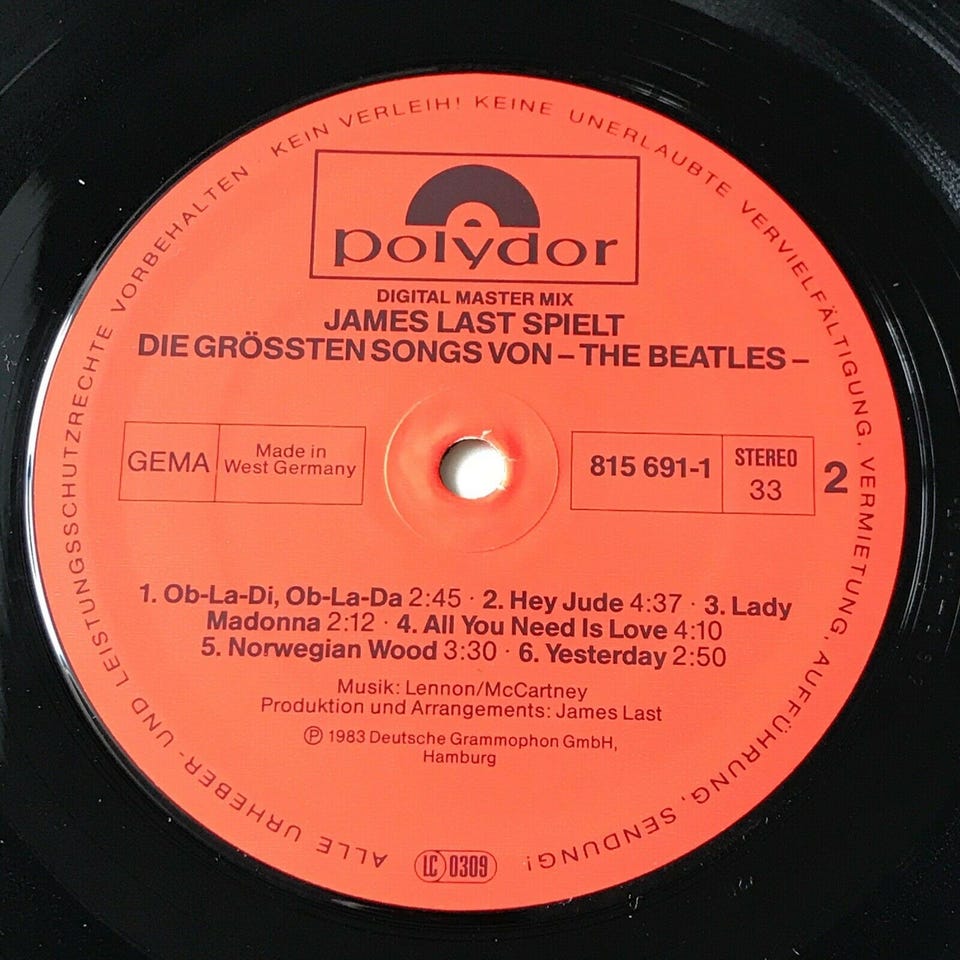 ALLE URHEBER- UND LEISTUNGSSCHUTZRECHTE VORBEHALTEN · KEIN VERLEIH! KEINE UNERLAUBTE VERVIELFÄLTIGUNG, VERMIETUNG, AUFFÜHRUNG, SENDUNG!
polydor
DIGITAL MASTER MIX
JAMES LAST SPIELT
DIE GRÖSSTEN SONGS VON – THE BEATLES –
GEMA
Made in
West Germany
815 691-1
STEREO
33
2
1. Ob-La-Di, Ob-La-Da 2:45 · 2. Hey Jude 4:37 · 3. Lady
Madonna 2:12 · 4. All You Need Is Love 4:10
5. Norwegian Wood 3:30 · 6. Yesterday 2:50
Musik: Lennon/McCartney
Produktion und Arrangements: James Last
℗ 1983 Deutsche Grammophon GmbH,
Hamburg
LC 0309